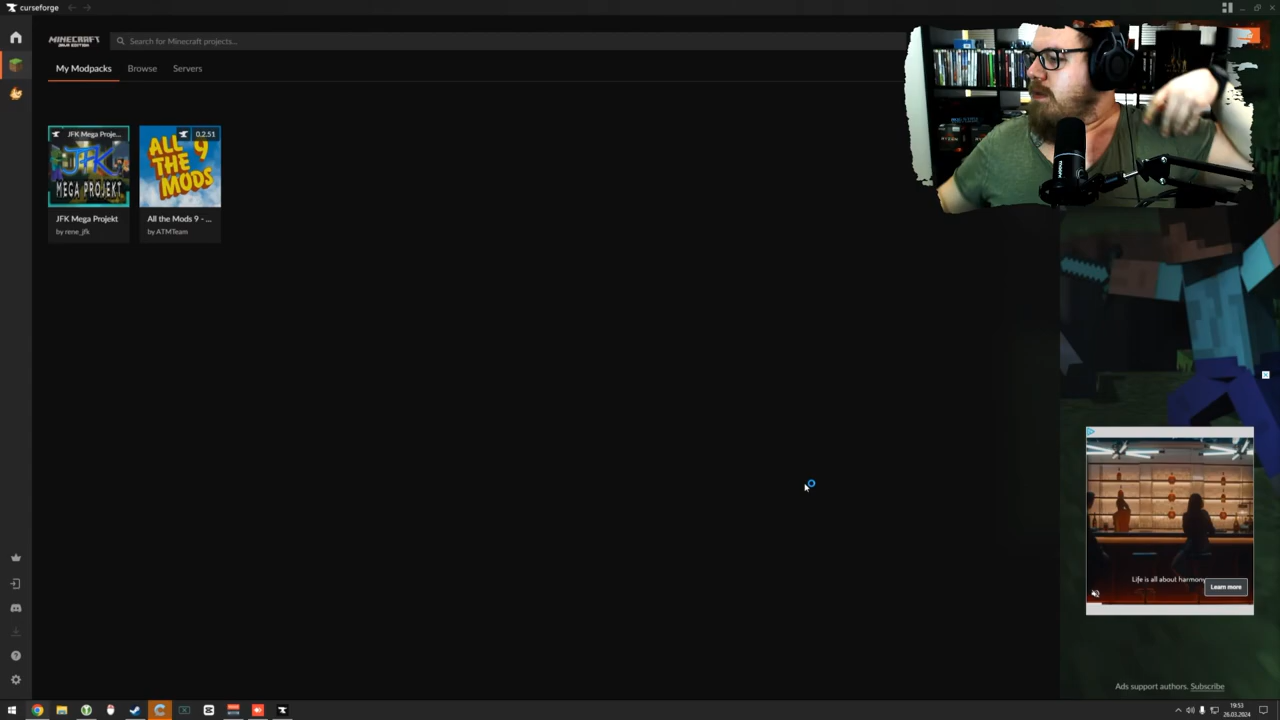 curseforge
MINECRAFT
JAVA EDITION
Search for Minecraft projects...
My Modpacks
Browse
Servers
JFK Mega Proje...
JFK
MEGA PROJEKT
JFK Mega Projekt
by rene_jfk
0.2.51
ALL
THE 9
MODS
All the Mods 9 - ...
by ATMTeam
Life is all about harmony
Learn more
Ads support authors. Subscribe
19:53
26.03.2024